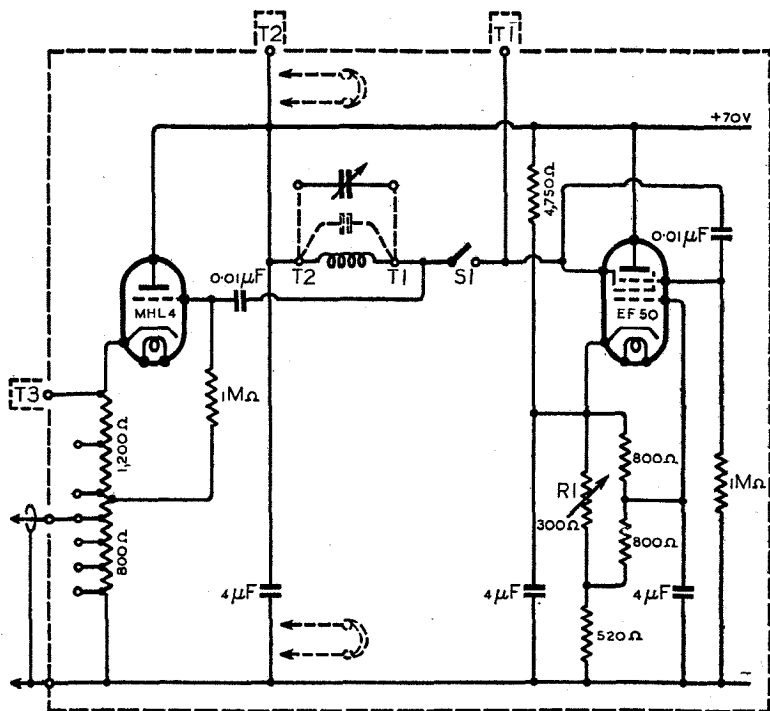 T2
T1
+70V
4,750Ω
0·01μF
T2
T1
S1
0·01μF
MHL4
EF50
T3
1MΩ
1,200Ω
800Ω
R1
300Ω
1MΩ
800Ω
800Ω
4μF
4μF
4μF
520Ω
-